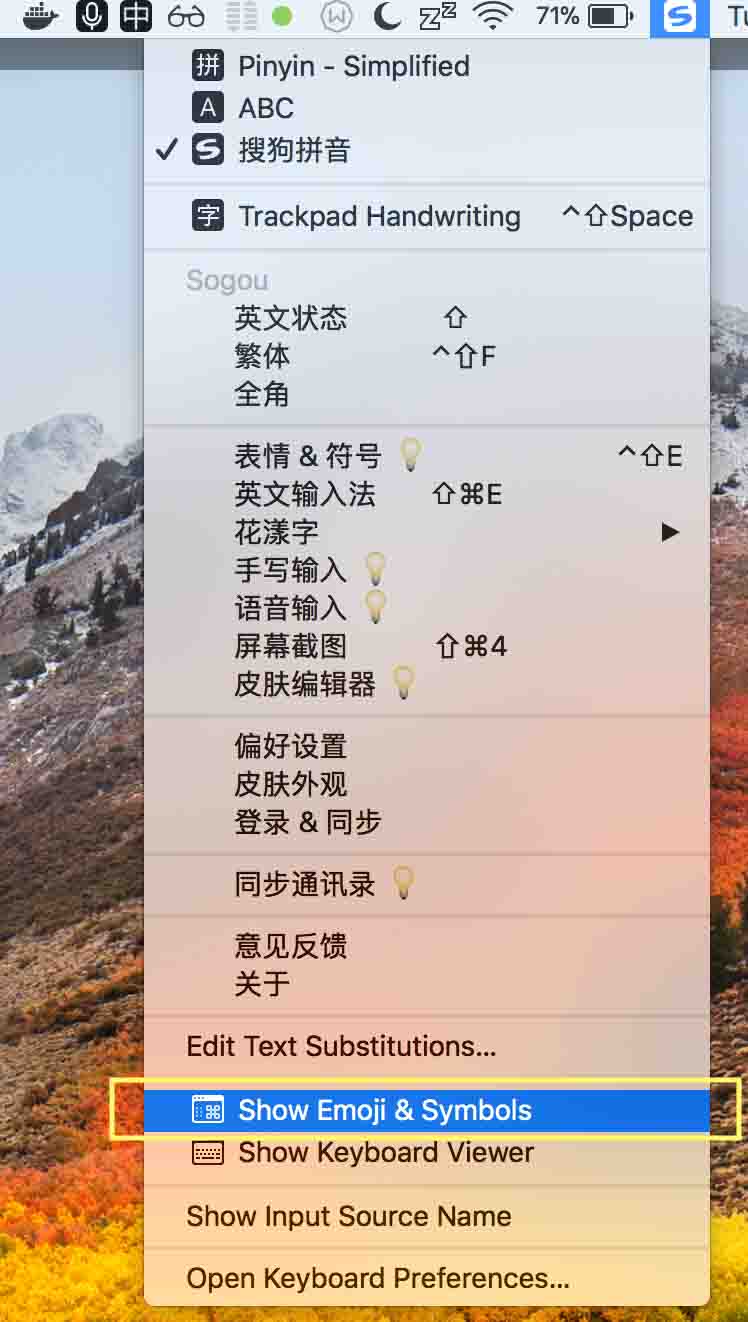 中 71% Tu
拼 Pinyin - Simplified
A ABC
✓ S 搜狗拼音
字 Trackpad Handwriting ^⇧Space
Sogou
英文状态 ⇧
繁体 ^⇧F
全角
表情 & 符号 ^⇧E
英文输入法 ⇧⌘E
花漾字 ▶
手写输入
语音输入
屏幕截图 ⇧⌘4
皮肤编辑器
偏好设置
皮肤外观
登录 & 同步
同步通讯录
意见反馈
关于
Edit Text Substitutions...
Show Emoji & Symbols
Show Keyboard Viewer
Show Input Source Name
Open Keyboard Preferences...